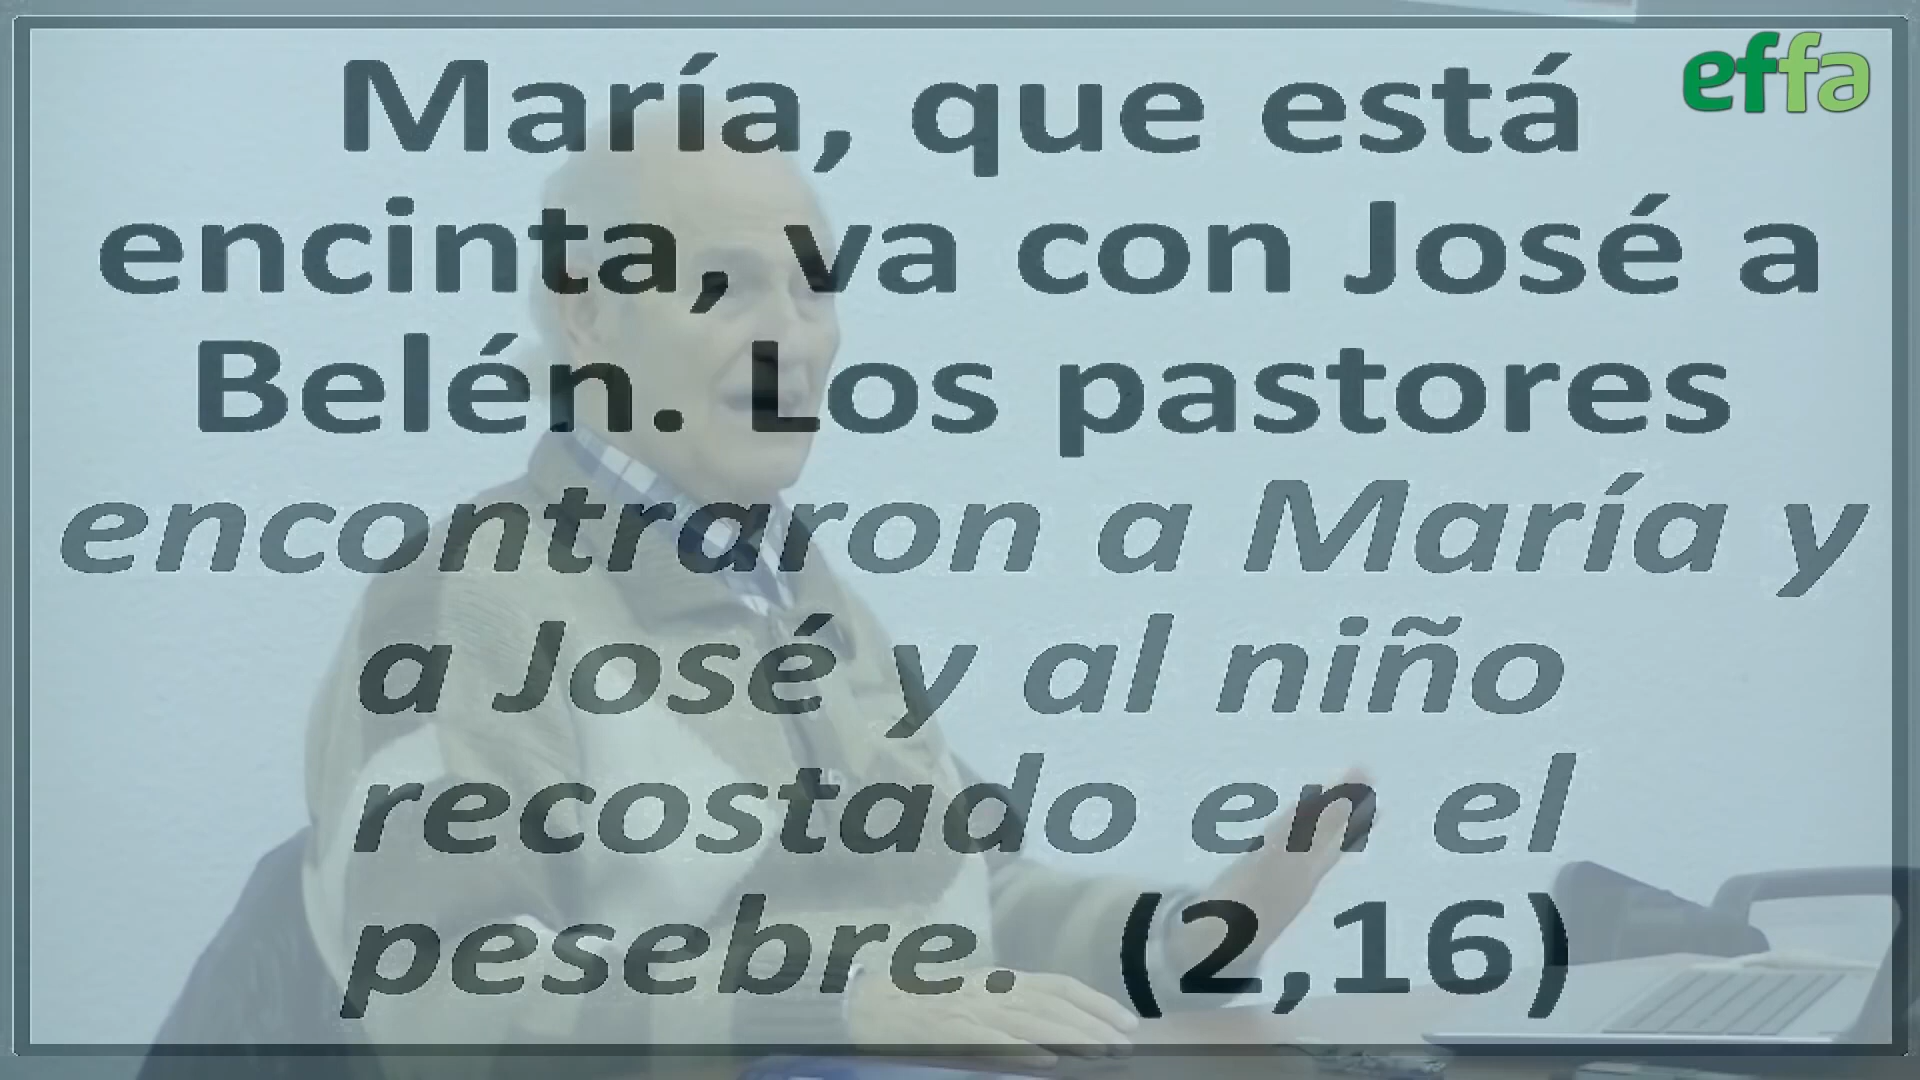 effa
María, que está
encinta, va con José a
Belén. Los pastores
encontraron a María y
a José y al niño
recostado en el
pesebre. (2,16)